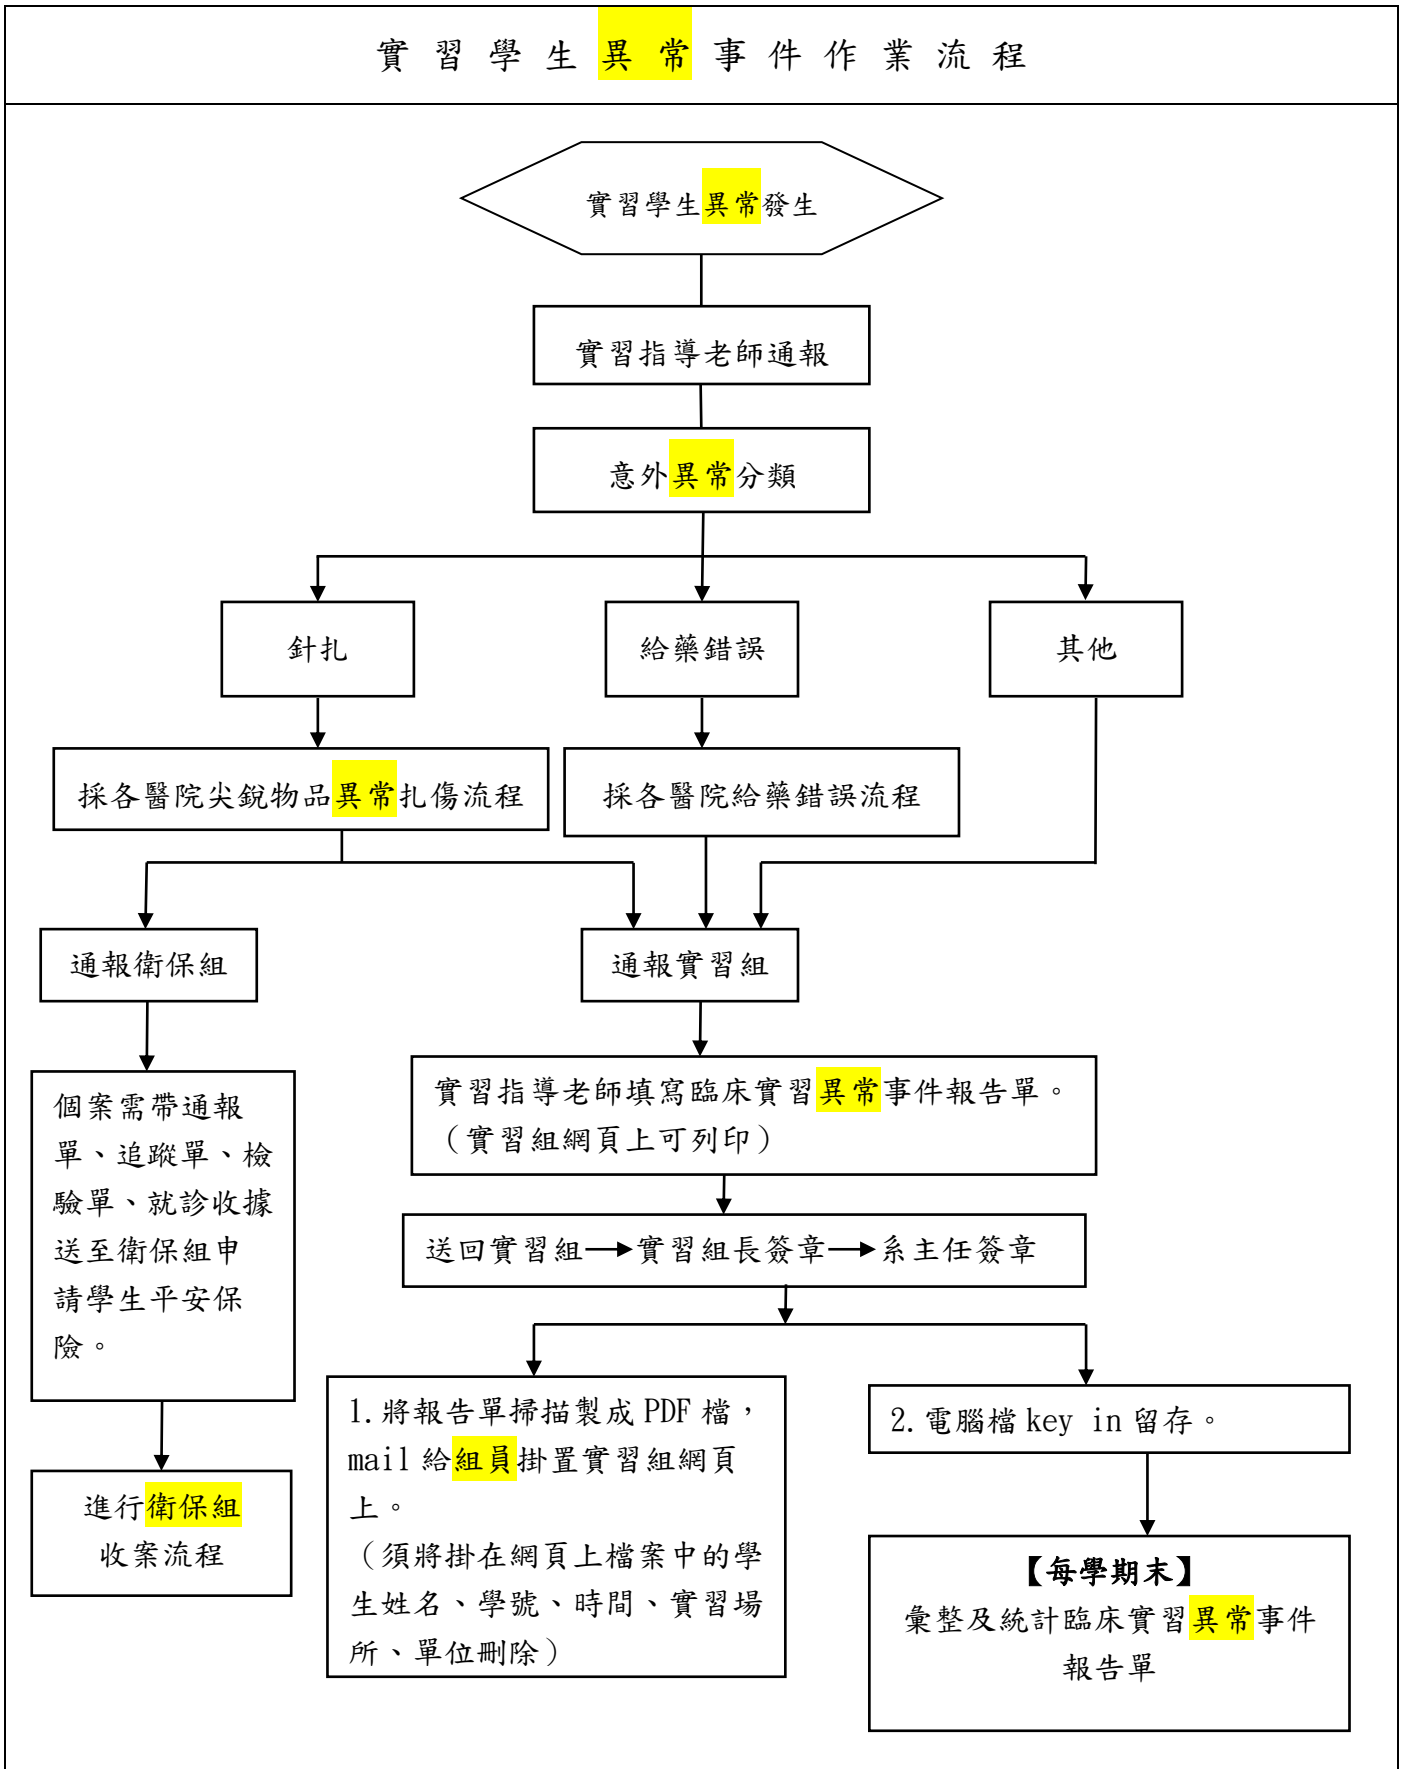 實習學生異常事件作業流程
實習學生異常發生
實習指導老師通報
意外異常分類
針扎
給藥錯誤
其他
採各醫院尖銳物品異常扎傷流程
採各醫院給藥錯誤流程
通報衛保組
通報實習組
個案需帶通報
單、追蹤單、檢
驗單、就診收據
送至衛保組申
請學生平安保
險。
實習指導老師填寫臨床實習異常事件報告單。
（實習組網頁上可列印）
送回實習組→實習組長簽章→系主任簽章
進行衛保組
收案流程
1.將報告單掃描製成 PDF 檔，
mail 給組員掛置實習組網頁
上。
（須將掛在網頁上檔案中的學
生姓名、學號、時間、實習場
所、單位刪除）
2.電腦檔 key in 留存。
【每學期末】
彙整及統計臨床實習異常事件
報告單